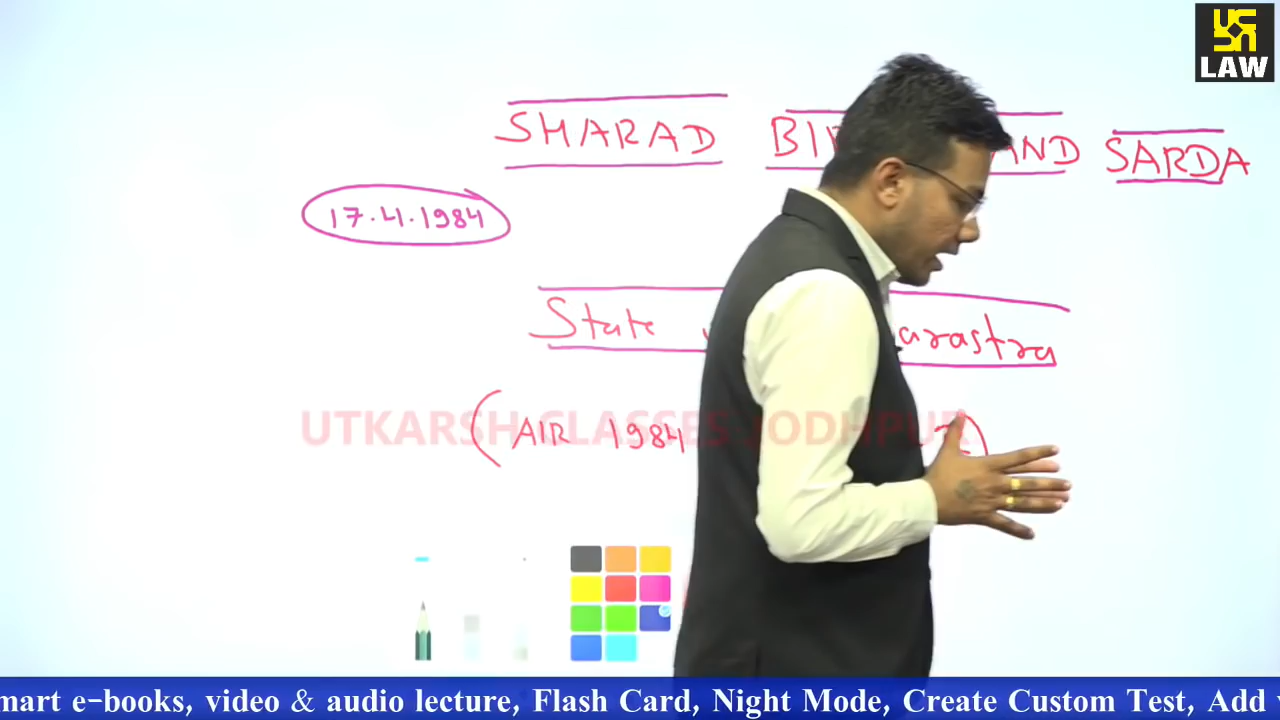 LAW
SHARAD BI AND SARDA
17.4.1984
State arastra
UTKARSH CLASSES JODHPUR
(AIR 1984 )
mart e-books, video & audio lecture, Flash Card, Night Mode, Create Custom Test, Add